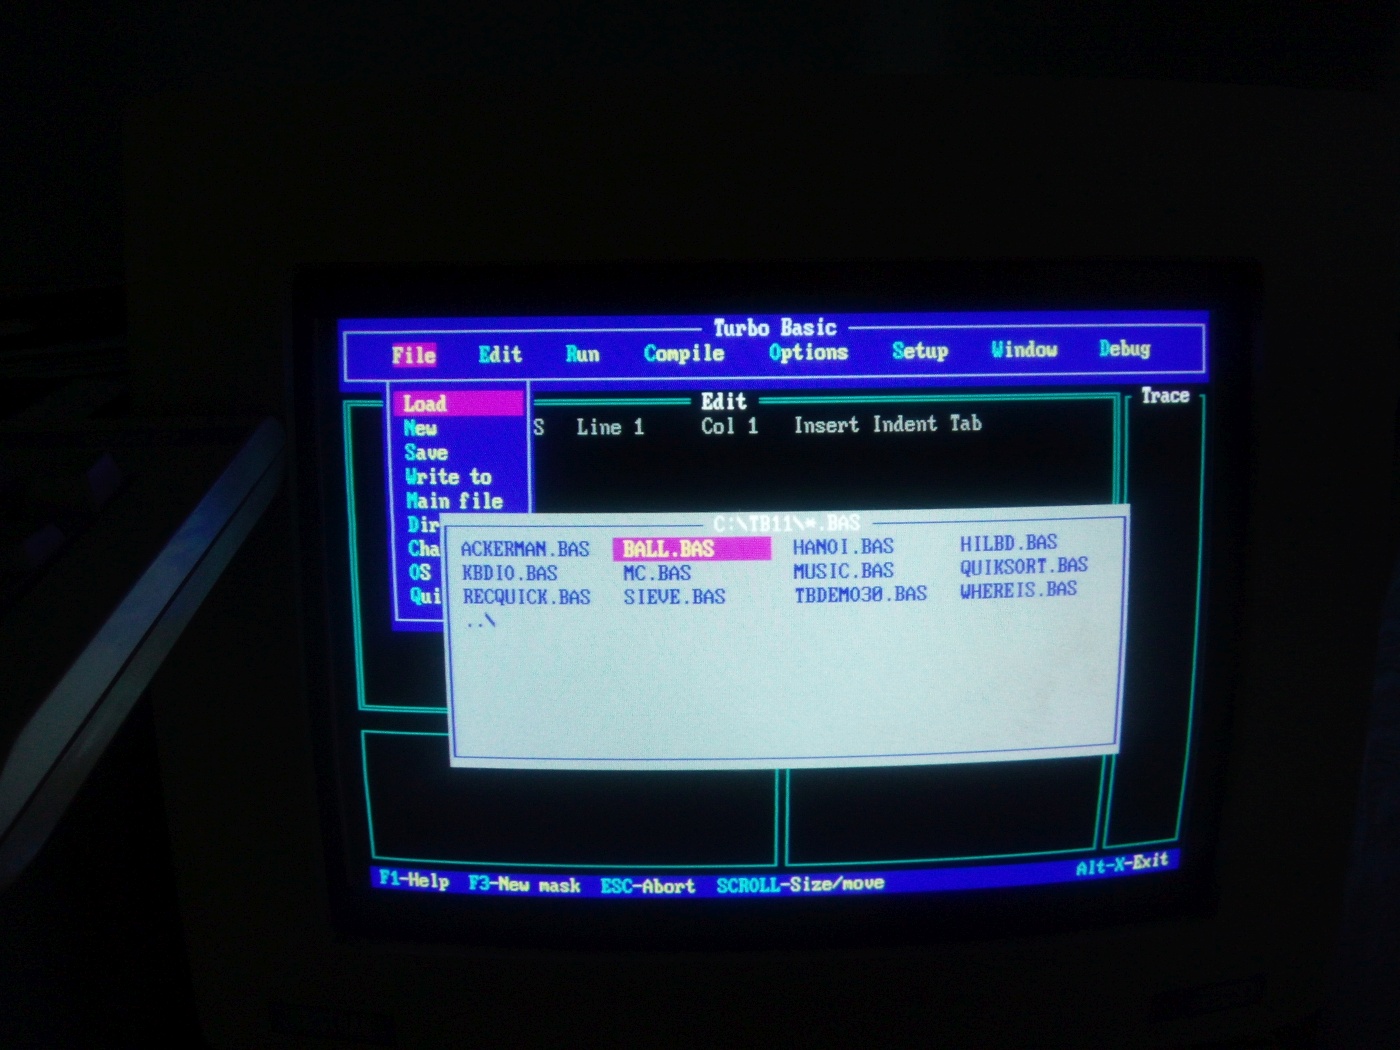 Turbo Basic
File Edit Run Compile Options Setup Window Debug
Load
New
Save
Write to
Main file
Dir
Cha
OS
Qui
Edit
S Line 1 Col 1 Insert Indent Tab
Trace
C:\TB11\*.BAS
ACKERMAN.BAS BALL.BAS HANOI.BAS HILBD.BAS
KBDIO.BAS MC.BAS MUSIC.BAS QUIKSORT.BAS
RECQUICK.BAS SIEVE.BAS TBDEMO30.BAS WHEREIS.BAS
..\
F1-Help F3-New mask ESC-Abort SCROLL-Size/move Alt-X-Exit